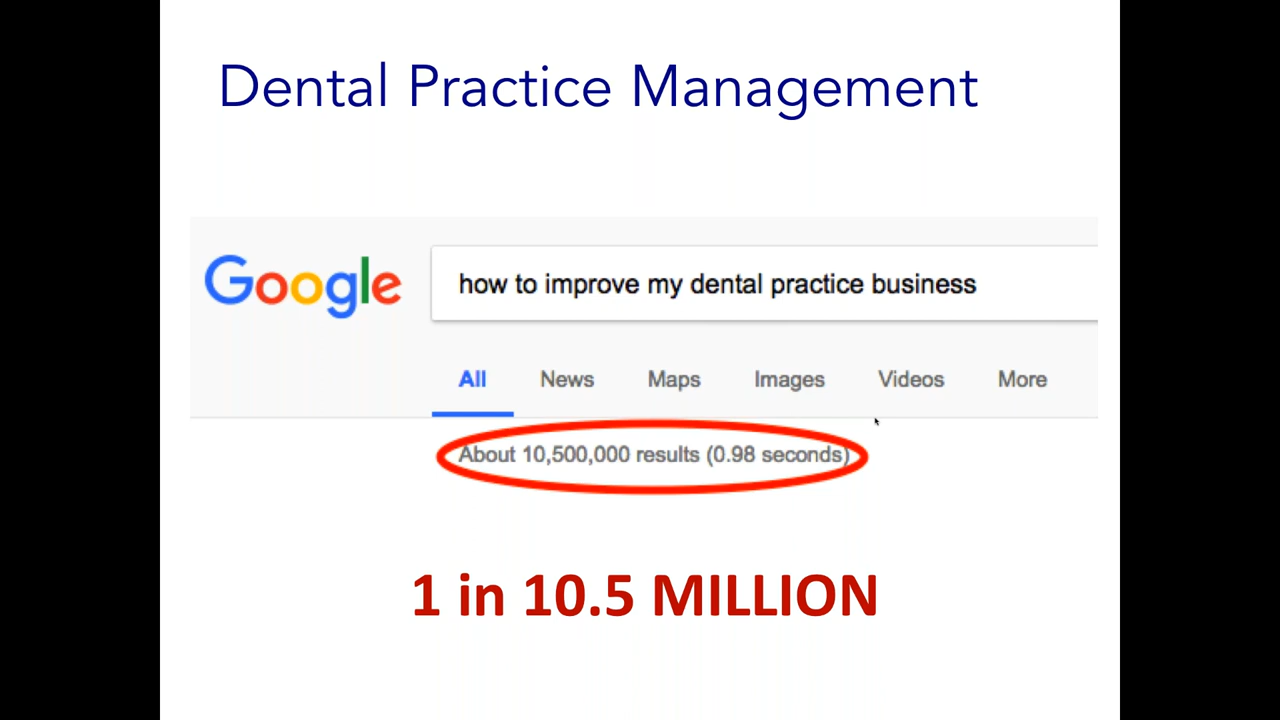 Dental Practice Management
Google
how to improve my dental practice business
All News Maps Images Videos More
About 10,500,000 results (0.98 seconds)
1 in 10.5 MILLION